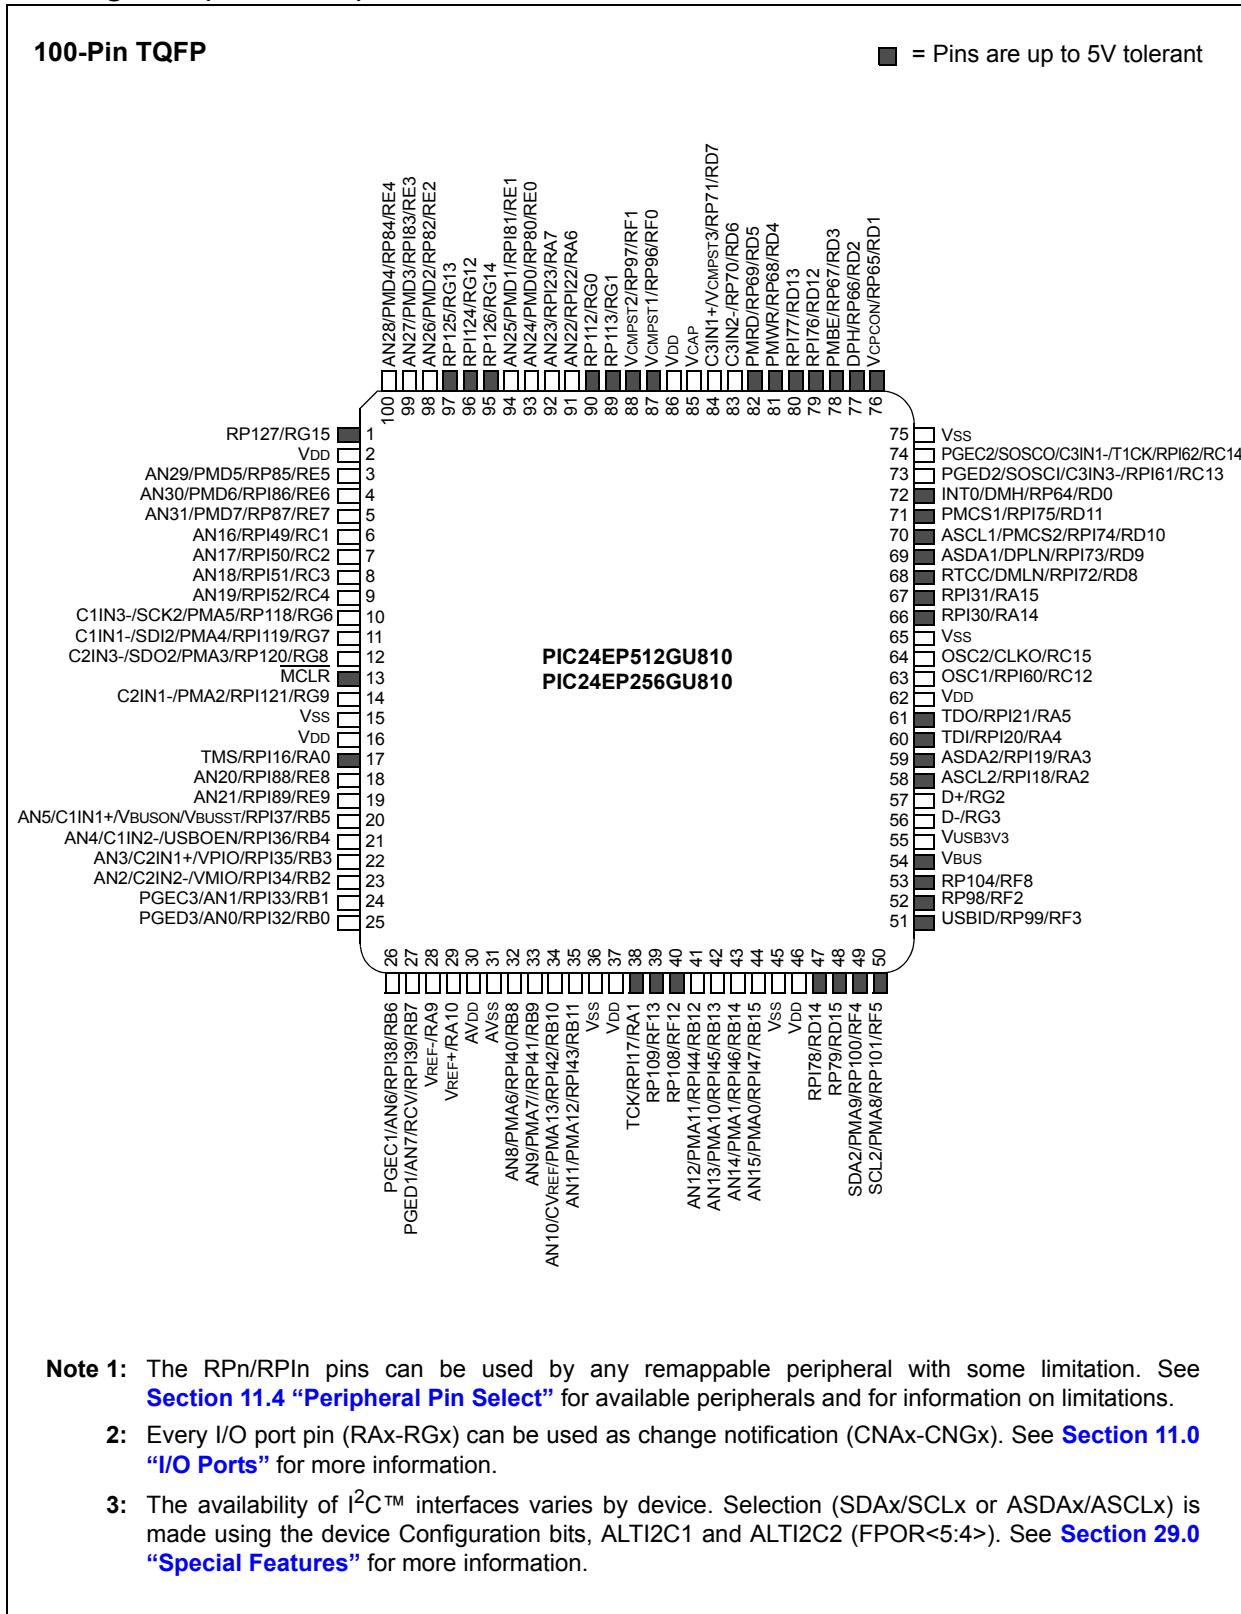 100-Pin TQFP
= Pins are up to 5V tolerant
AN28/PMD4/RP84/RE4
AN27/PMD3/RPI83/RE3
AN26/PMD2/RP82/RE2
RP125/RG13
RPI124/RG12
RP126/RG14
AN25/PMD1/RPI81/RE1
AN24/PMD0/RP80/RE0
AN23/RPI23/RA7
AN22/RPI22/RA6
RP112/RG0
RP113/RG1
VCMPST2/RP97/RF1
VCMPST1/RP96/RF0
VDD
VCAP
C3IN1+/VCMPST3/RP71/RD7
C3IN2-/RP70/RD6
PMRD/RP69/RD5
PMWR/RP68/RD4
RPI77/RD13
RPI76/RD12
PMBE/RP67/RD3
DPH/RP66/RD2
VCPCON/RP65/RD1
100 99 98 97 96 95 94 93 92 91 90 89 88 87 86 85 84 83 82 81 80 79 78 77 76
RP127/RG15 1
VDD 2
AN29/PMD5/RP85/RE5 3
AN30/PMD6/RPI86/RE6 4
AN31/PMD7/RP87/RE7 5
AN16/RPI49/RC1 6
AN17/RPI50/RC2 7
AN18/RPI51/RC3 8
AN19/RPI52/RC4 9
C1IN3-/SCK2/PMA5/RP118/RG6 10
C1IN1-/SDI2/PMA4/RPI119/RG7 11
C2IN3-/SDO2/PMA3/RP120/RG8 12
MCLR 13
C2IN1-/PMA2/RPI121/RG9 14
VSS 15
VDD 16
TMS/RPI16/RA0 17
AN20/RPI88/RE8 18
AN21/RPI89/RE9 19
AN5/C1IN1+/VBUSON/VBUSST/RPI37/RB5 20
AN4/C1IN2-/USBOEN/RPI36/RB4 21
AN3/C2IN1+/VPIO/RPI35/RB3 22
AN2/C2IN2-/VMIO/RPI34/RB2 23
PGEC3/AN1/RPI33/RB1 24
PGED3/AN0/RPI32/RB0 25
PIC24EP512GU810
PIC24EP256GU810
75 VSS
74 PGEC2/SOSCO/C3IN1-/T1CK/RPI62/RC14
73 PGED2/SOSCI/C3IN3-/RPI61/RC13
72 INT0/DMH/RP64/RD0
71 PMCS1/RPI75/RD11
70 ASCL1/PMCS2/RPI74/RD10
69 ASDA1/DPLN/RPI73/RD9
68 RTCC/DMLN/RPI72/RD8
67 RPI31/RA15
66 RPI30/RA14
65 VSS
64 OSC2/CLKO/RC15
63 OSC1/RPI60/RC12
62 VDD
61 TDO/RPI21/RA5
60 TDI/RPI20/RA4
59 ASDA2/RPI19/RA3
58 ASCL2/RPI18/RA2
57 D+/RG2
56 D-/RG3
55 VUSB3V3
54 VBUS
53 RP104/RF8
52 RP98/RF2
51 USBID/RP99/RF3
26 27 28 29 30 31 32 33 34 35 36 37 38 39 40 41 42 43 44 45 46 47 48 49 50
PGEC1/AN6/RPI38/RB6
PGED1/AN7/RCV/RPI39/RB7
VREF-/RA9
VREF+/RA10
AVDD
AVSS
AN8/PMA6/RPI40/RB8
AN9/PMA7//RPI41/RB9
AN10/CVREF/PMA13/RPI42/RB10
AN11/PMA12/RPI43/RB11
VSS
VDD
TCK/RPI17/RA1
RP109/RF13
RP108/RF12
AN12/PMA11/RPI44/RB12
AN13/PMA10/RPI45/RB13
AN14/PMA1/RPI46/RB14
AN15/PMA0/RPI47/RB15
VSS
VDD
RPI78/RD14
RP79/RD15
SDA2/PMA9/RP100/RF4
SCL2/PMA8/RP101/RF5
Note 1: The RPn/RPIn pins can be used by any remappable peripheral with some limitation. See
Section 11.4 “Peripheral Pin Select” for available peripherals and for information on limitations.
2: Every I/O port pin (RAx-RGx) can be used as change notification (CNAx-CNGx). See Section 11.0
“I/O Ports” for more information.
3: The availability of I2C™ interfaces varies by device. Selection (SDAx/SCLx or ASDAx/ASCLx) is
made using the device Configuration bits, ALTI2C1 and ALTI2C2 (FPOR<5:4>). See Section 29.0
“Special Features” for more information.